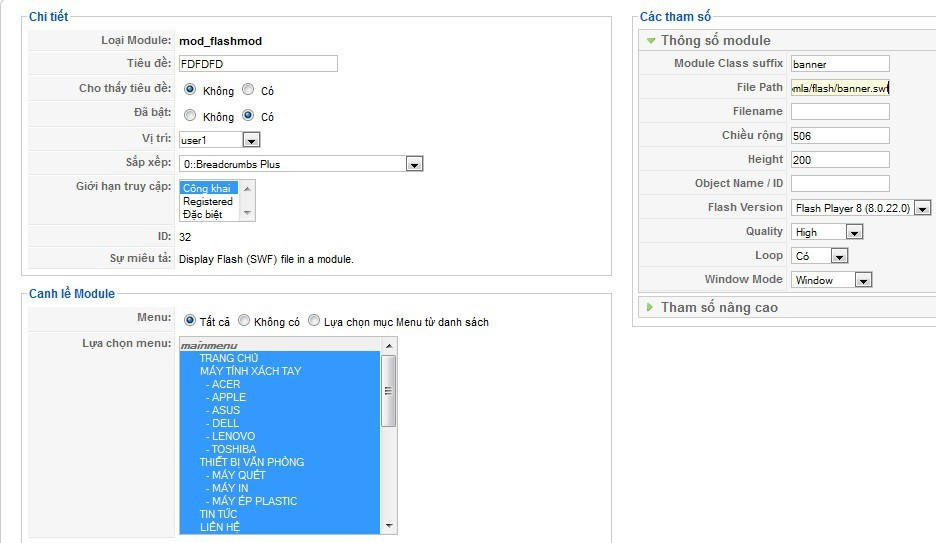 Chi tiết
Loại Module: mod_flashmod
Tiêu đề: FDFDFD
Cho thấy tiêu đề: Không Có
Đã bật: Không Có
Vị trí: user1
Sắp xếp: 0::Breadcrumbs Plus
Giới hạn truy cập: Công khai
Registered
Đặc biệt
ID: 32
Sự miêu tả: Display Flash (SWF) file in a module.
Canh lề Module
Menu: Tất cả Không có Lựa chọn mục Menu từ danh sách
Lựa chọn menu: mainmenu
TRANG CHỦ
MÁY TÍNH XÁCH TAY
- ACER
- APPLE
- ASUS
- DELL
- LENOVO
- TOSHIBA
THIẾT BỊ VĂN PHÒNG
- MÁY QUÉT
- MÁY IN
- MÁY ÉP PLASTIC
TIN TỨC
LIÊN HỆ
Các tham số
Thông số module
Module Class suffix banner
File Path mla/flash/banner.swf
Filename
Chiều rộng 506
Height 200
Object Name / ID
Flash Version Flash Player 8 (8.0.22.0)
Quality High
Loop Có
Window Mode Window
Tham số nâng cao